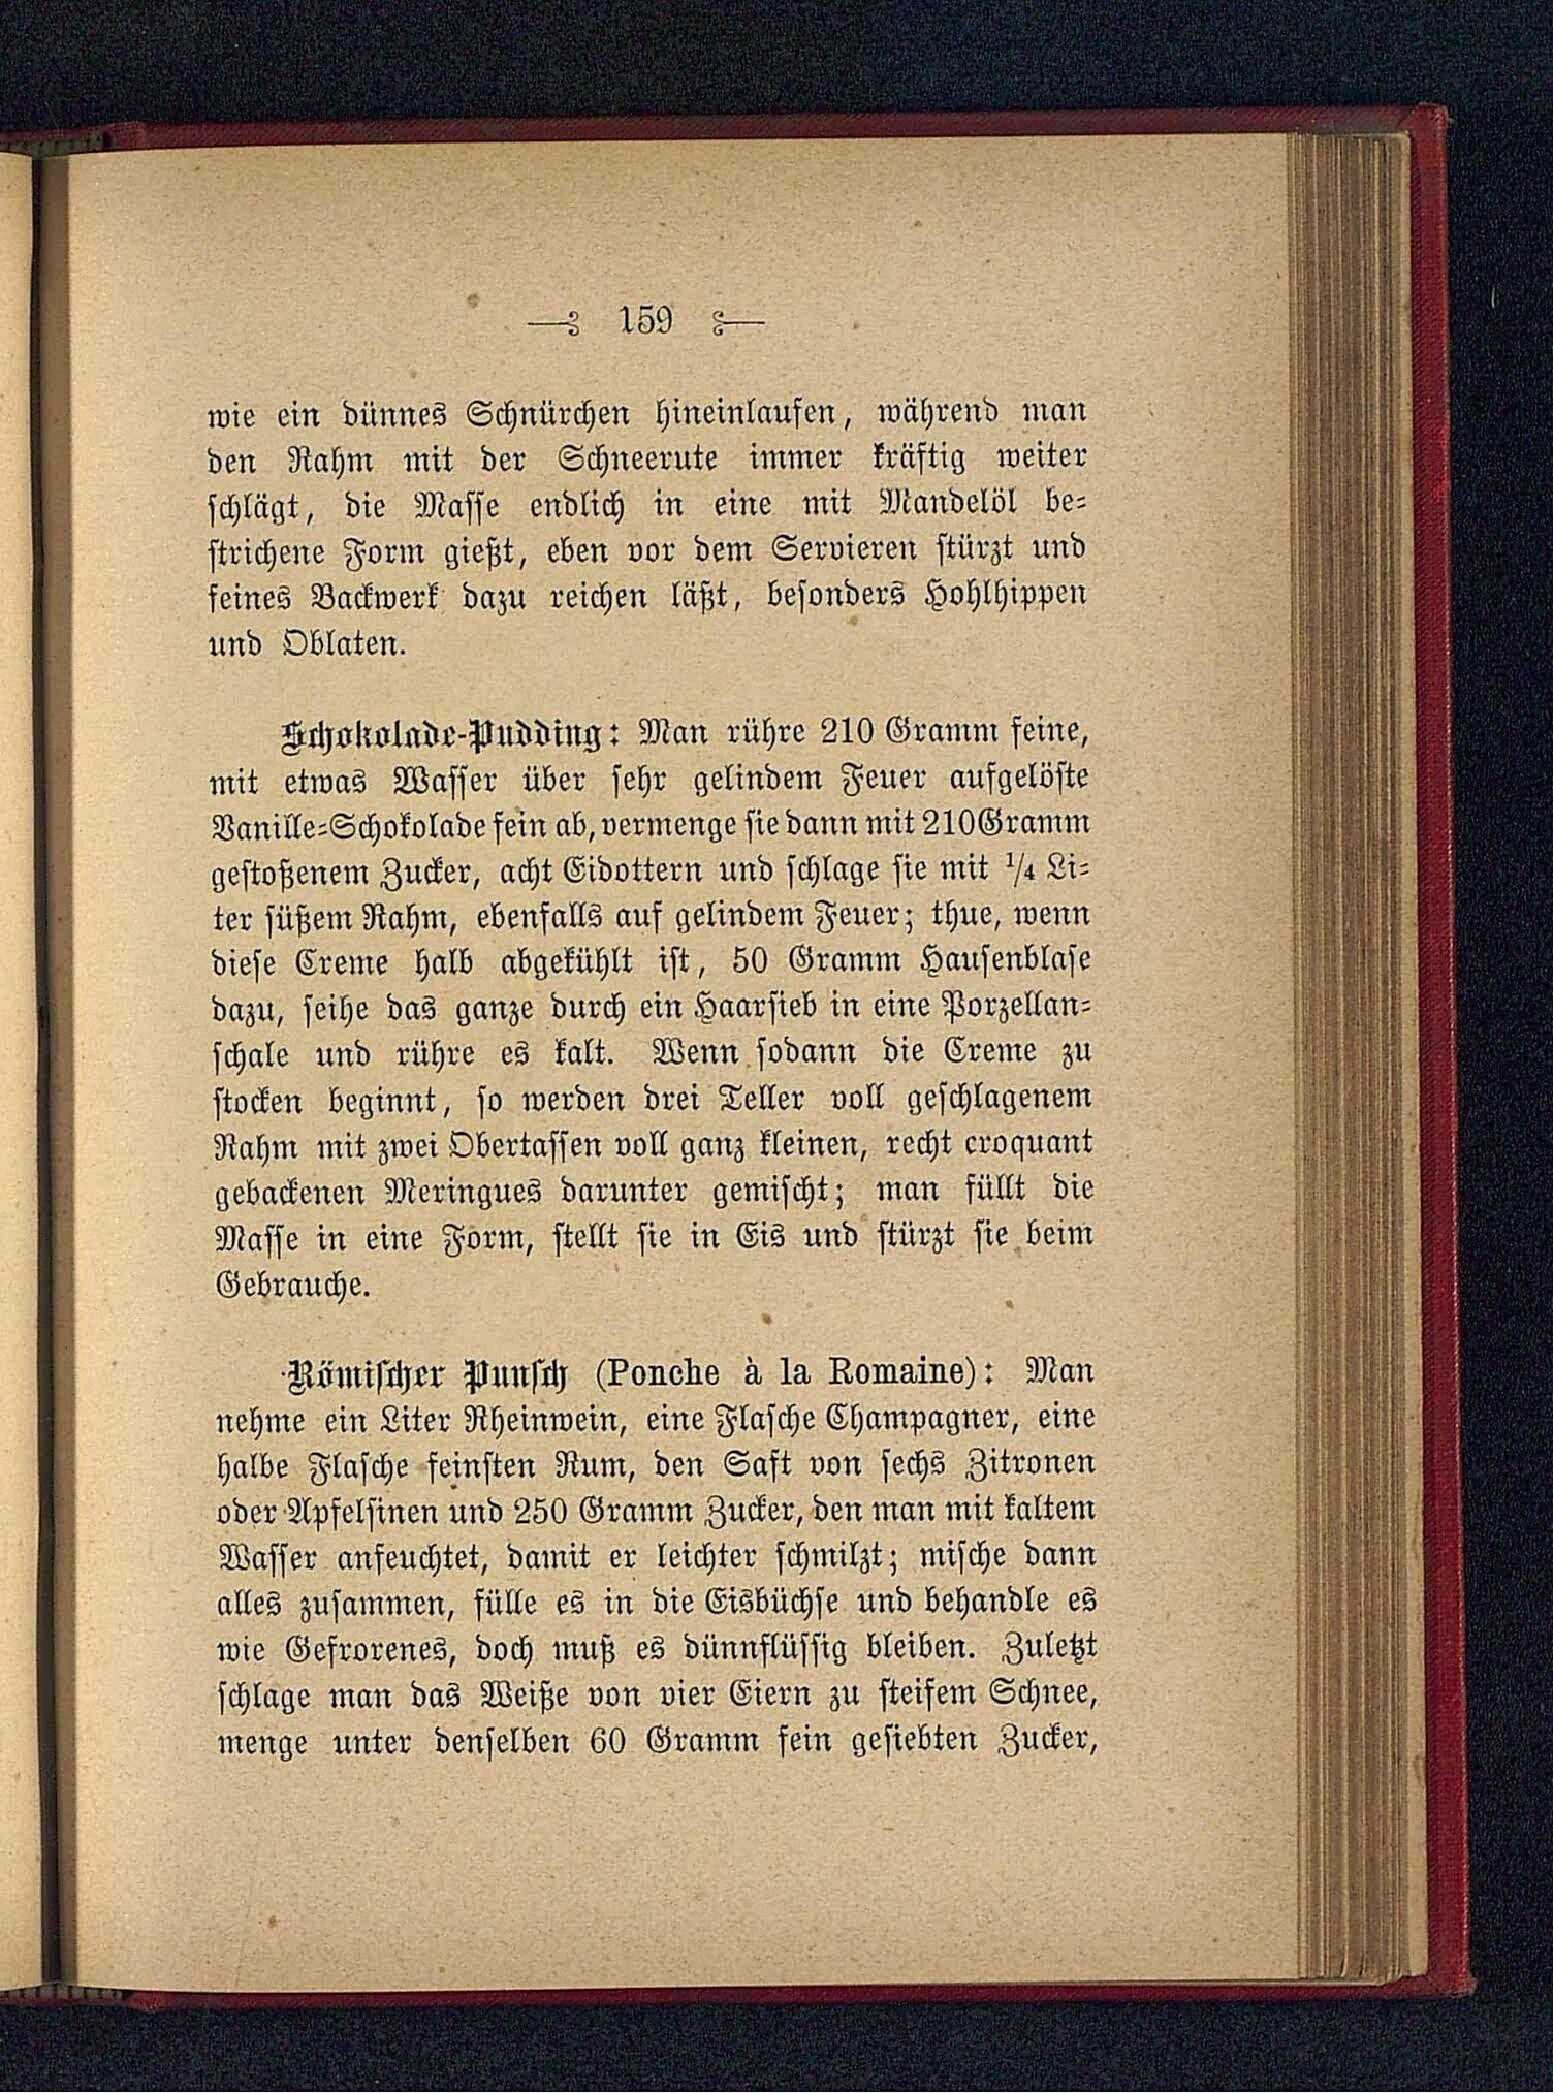 159
wie ein dünnes Schnürchen hineinlaufen, während man
den Rahm mit der Schneerute immer kräftig weiter
schlägt, die Masse endlich in eine mit Mandelöl be-
strichene Form gießt, eben vor dem Servieren stürzt und
feines Backwerk dazu reichen läßt, besonders Hohlhippen
und Oblaten.
Schokolade-Pudding: Man rühre 210 Gramm feine,
mit etwas Wasser über sehr gelindem Feuer aufgelöste
Vanille-Schokolade fein ab, vermenge sie dann mit 210 Gramm
gestoßenem Zucker, acht Eidottern und schlage sie mit 1/4 Li-
ter süßem Rahm, ebenfalls auf gelindem Feuer; thue, wenn
diese Creme halb abgekühlt ist, 50 Gramm Hausenblase
dazu, seihe das ganze durch ein Haarsieb in eine Porzellan-
schale und rühre es kalt. Wenn sodann die Creme zu
stocken beginnt, so werden drei Teller voll geschlagenem
Rahm mit zwei Obertassen voll ganz kleinen, recht croquant
gebackenen Meringues darunter gemischt; man füllt die
Masse in eine Form, stellt sie in Eis und stürzt sie beim
Gebrauche.
Römischer Punsch (Ponche à la Romaine): Man
nehme ein Liter Rheinwein, eine Flasche Champagner, eine
halbe Flasche feinsten Rum, den Saft von sechs Zitronen
oder Apfelsinen und 250 Gramm Zucker, den man mit kaltem
Wasser anfeuchtet, damit er leichter schmilzt; mische dann
alles zusammen, fülle es in die Eisbüchse und behandle es
wie Gefrorenes, doch muß es dünnflüssig bleiben. Zuletzt
schlage man das Weiße von vier Eiern zu steifem Schnee,
menge unter denselben 60 Gramm fein gesiebten Zucker,